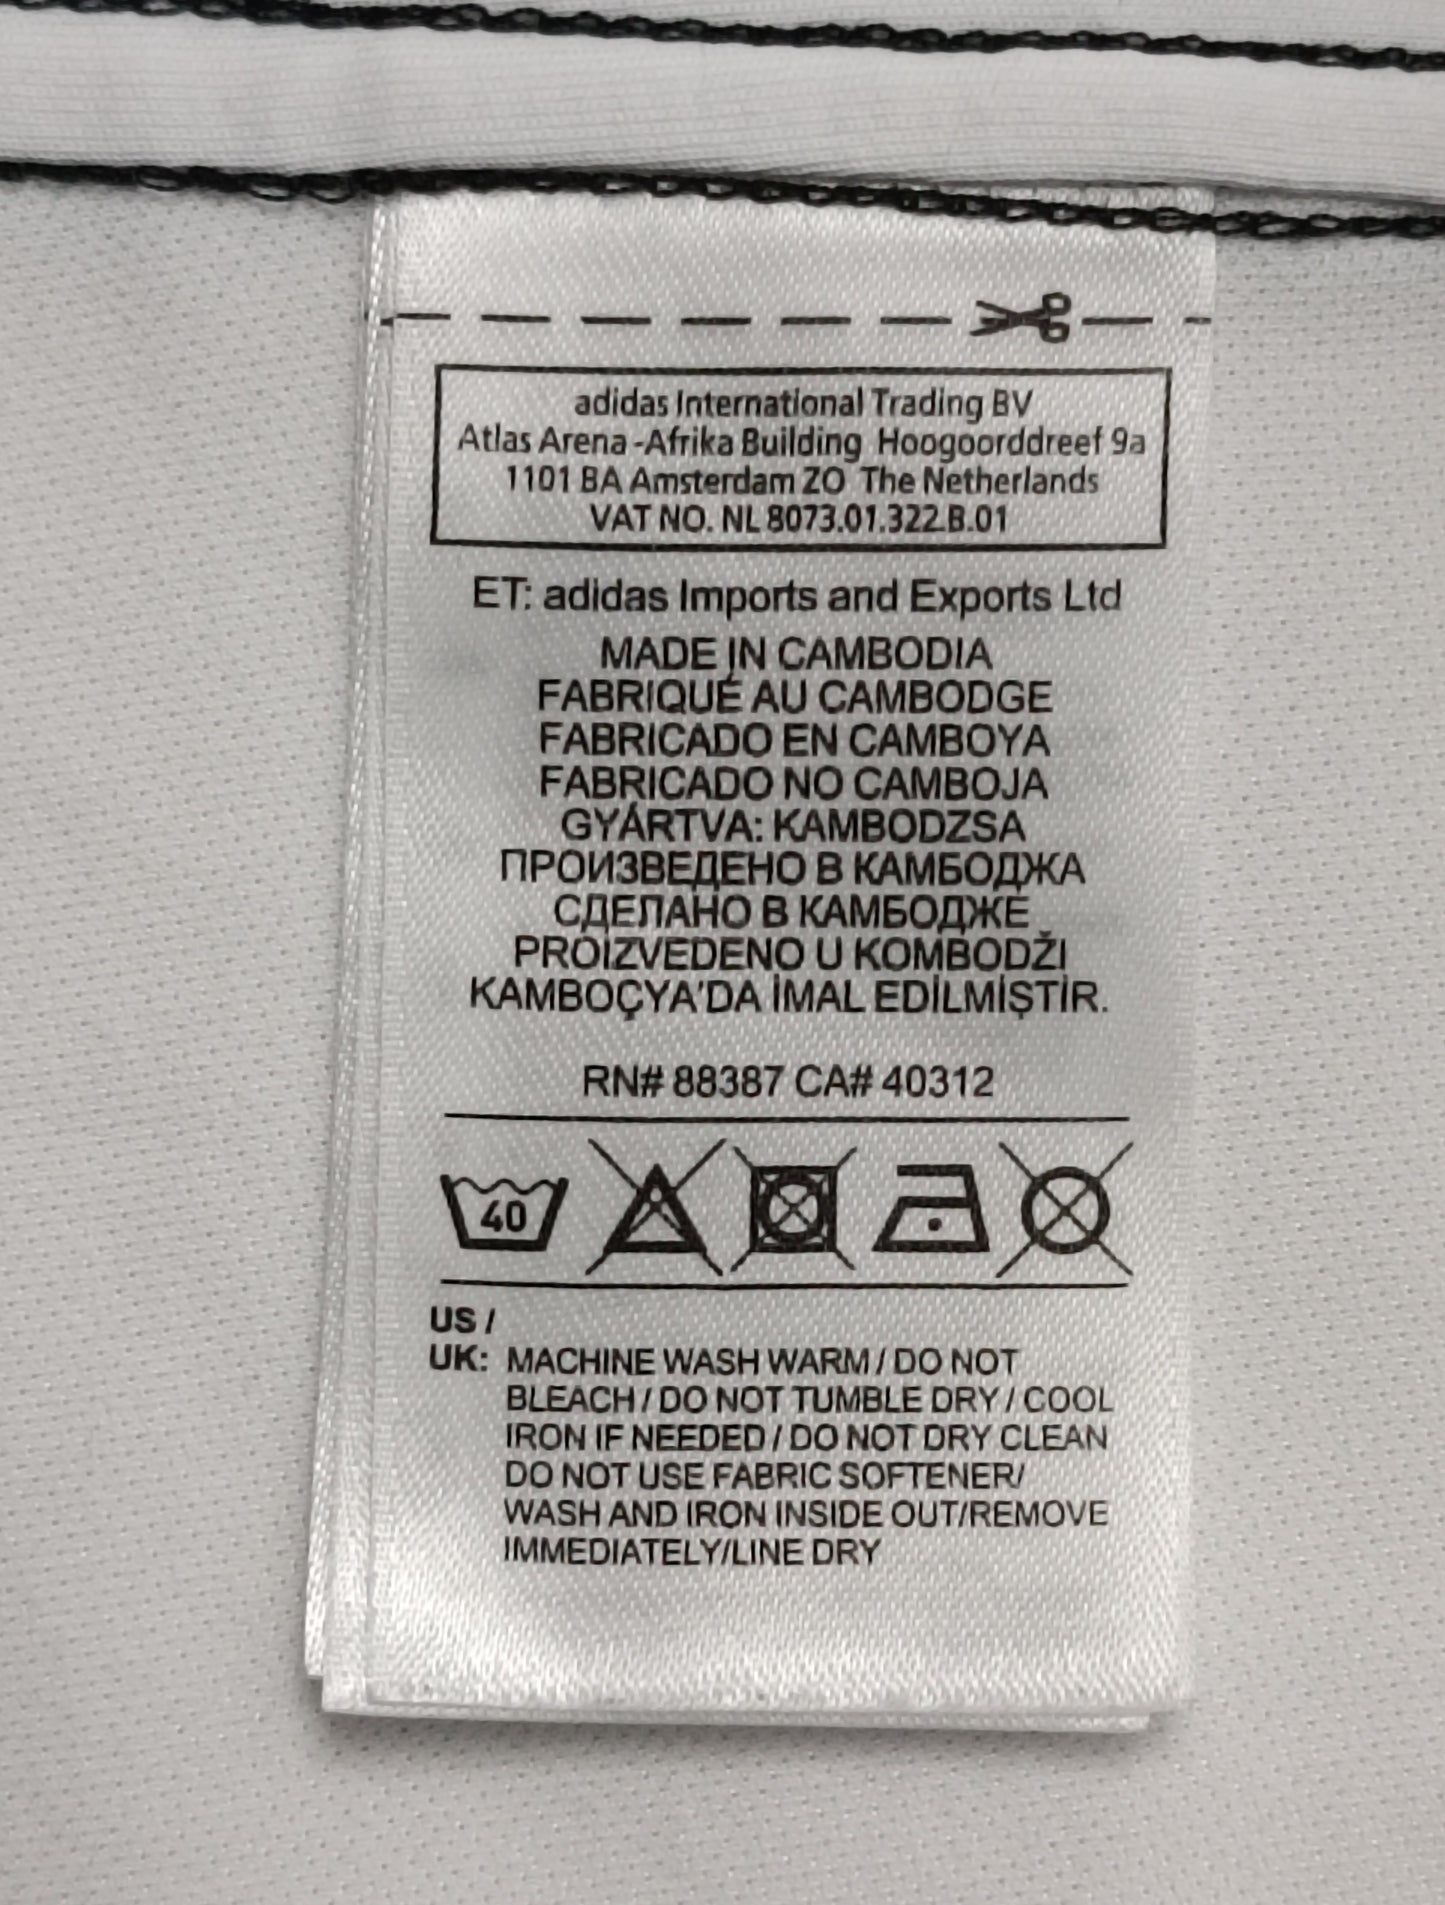 adidas International Trading BV
Atlas Arena -Afrika Building Hoogoorddreef 9a
1101 BA Amsterdam ZO The Netherlands
VAT NO. NL 8073.01.322.B.01
ET: adidas Imports and Exports Ltd
MADE IN CAMBODIA
FABRIQUÉ AU CAMBODGE
FABRICADO EN CAMBOYA
FABRICADO NO CAMBOJA
GYÁRTVA: KAMBODZSA
ПРОИЗВЕДЕНО В КАМБОДЖА
СДЕЛАНО В КАМБОДЖЕ
PROIZVEDENO U KOMBODŽI
KAMBOÇYA'DA İMAL EDİLMİŞTİR.
RN# 88387 CA# 40312
40
US /
UK: MACHINE WASH WARM / DO NOT
BLEACH / DO NOT TUMBLE DRY / COOL
IRON IF NEEDED / DO NOT DRY CLEAN
DO NOT USE FABRIC SOFTENER/
WASH AND IRON INSIDE OUT/REMOVE
IMMEDIATELY/LINE DRY